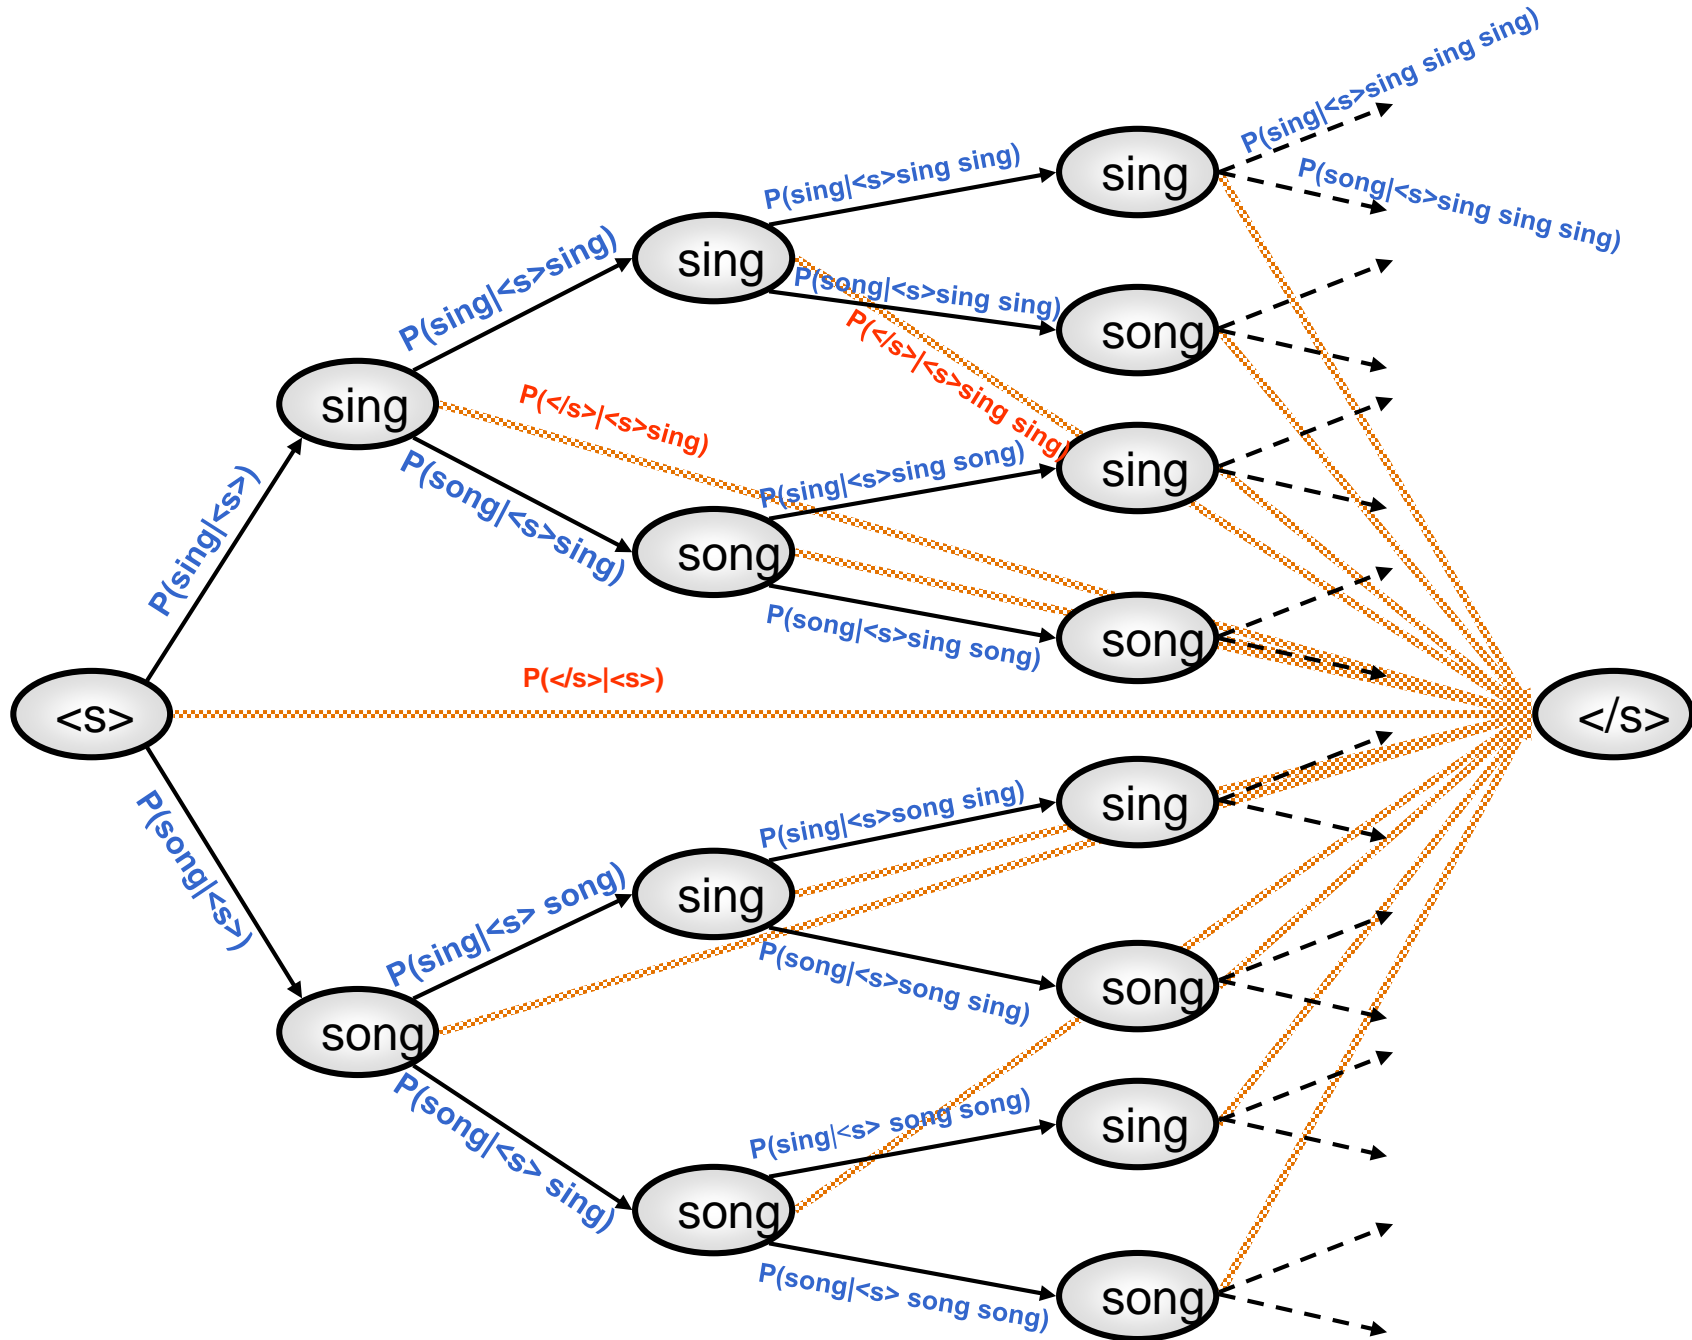 P(sing|<s>sing sing sing)
P(song|<s>sing sing sing)
sing
P(sing|<s>sing sing)
sing
P(song|<s>sing sing)
song
P(sing|<s>sing)
P(</s>|<s>sing sing)
sing
P(</s>|<s>sing)
P(sing|<s>sing song)
sing
P(song|<s>sing)
song
P(song|<s>sing song)
song
P(sing|<s>)
P(</s>|<s>)
<s>
</s>
P(song|<s>)
P(sing|<s>song sing)
sing
P(sing|<s> song)
sing
P(song|<s>song sing)
song
song
P(song|<s> sing)
P(sing|<s> song song)
sing
song
P(song|<s> song song)
song